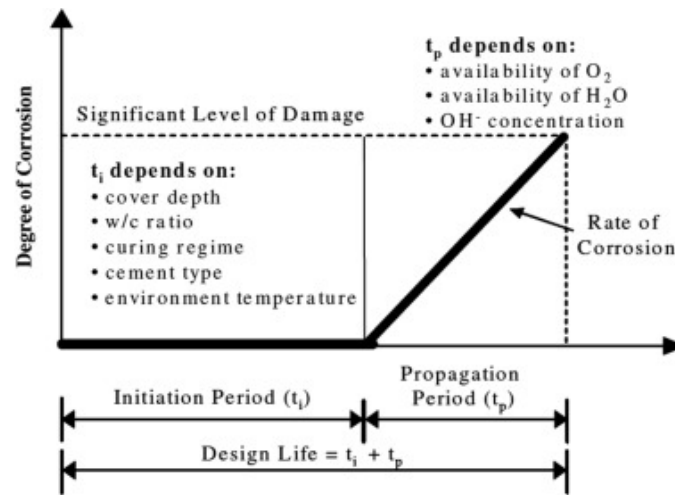 t_p depends on:
• availability of O₂
• availability of H₂O
• OH⁻ concentration
Significant Level of Damage
Degree of Corrosion
t_i depends on:
• cover depth
• w/c ratio
• curing regime
• cement type
• environment temperature
Rate of
Corrosion
Initiation Period (t_i)
Propagation
Period (t_p)
Design Life = t_i + t_p